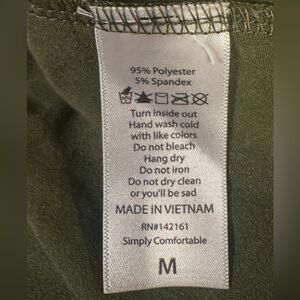 95% Polyester
5% Spandex
Turn inside out
Hand wash cold
with like colors
Do not bleach
Hang dry
Do not iron
Do not dry clean
or you'll be sad
MADE IN VIETNAM
RN#142161
Simply Comfortable
M